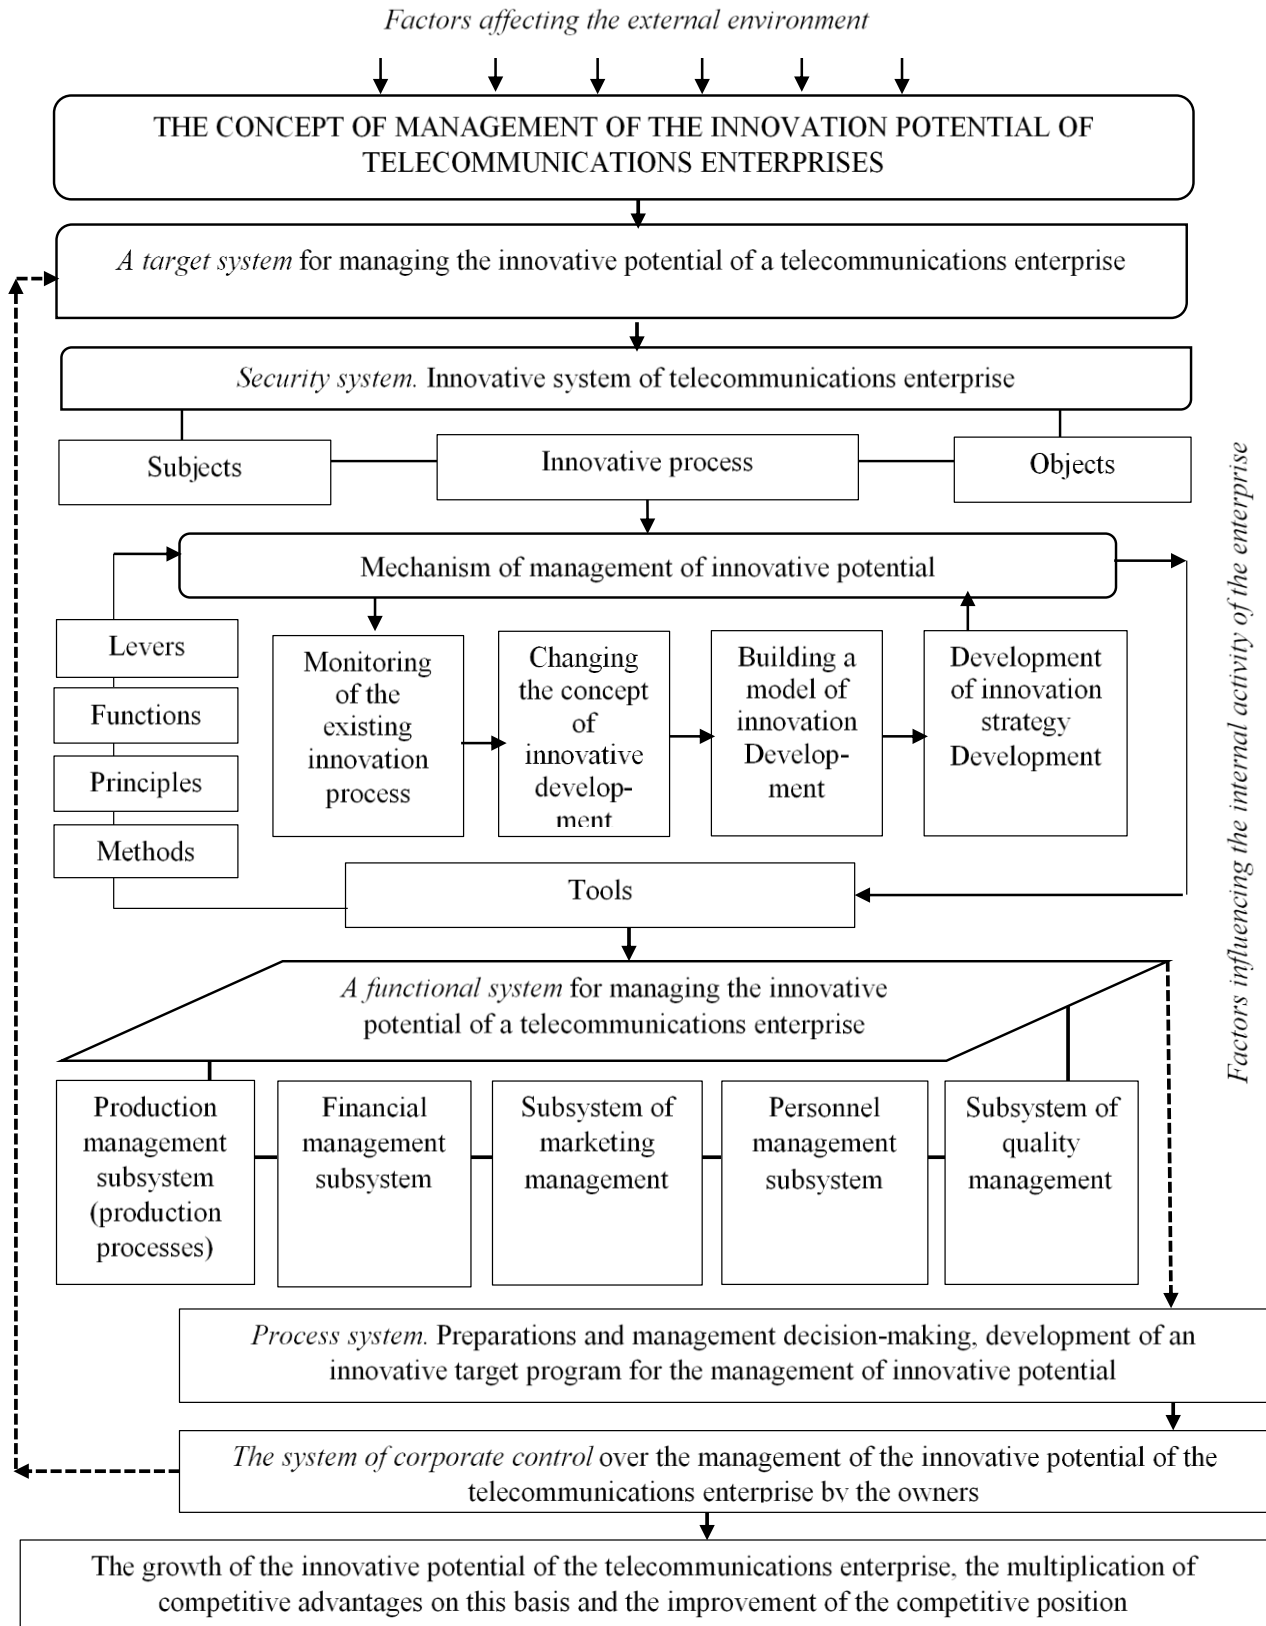 Factors affecting the external environment
THE CONCEPT OF MANAGEMENT OF THE INNOVATION POTENTIAL OF
TELECOMMUNICATIONS ENTERPRISES
A target system for managing the innovative potential of a telecommunications enterprise
Security system. Innovative system of telecommunications enterprise
Subjects
Innovative process
Objects
Factors influencing the internal activity of the enterprise
Mechanism of management of innovative potential
Levers
Functions
Principles
Methods
Monitoring
of the
existing
innovation
process
Changing
the concept
of
innovative
develop-
ment
Building a
model of
innovation
Develop-
ment
Development
of innovation
strategy
Development
Tools
A functional system for managing the innovative
potential of a telecommunications enterprise
Production
management
subsystem
(production
processes)
Financial
management
subsystem
Subsystem of
marketing
management
Personnel
management
subsystem
Subsystem of
quality
management
Process system. Preparations and management decision-making, development of an
innovative target program for the management of innovative potential
The system of corporate control over the management of the innovative potential of the
telecommunications enterprise by the owners
The growth of the innovative potential of the telecommunications enterprise, the multiplication of
competitive advantages on this basis and the improvement of the competitive position